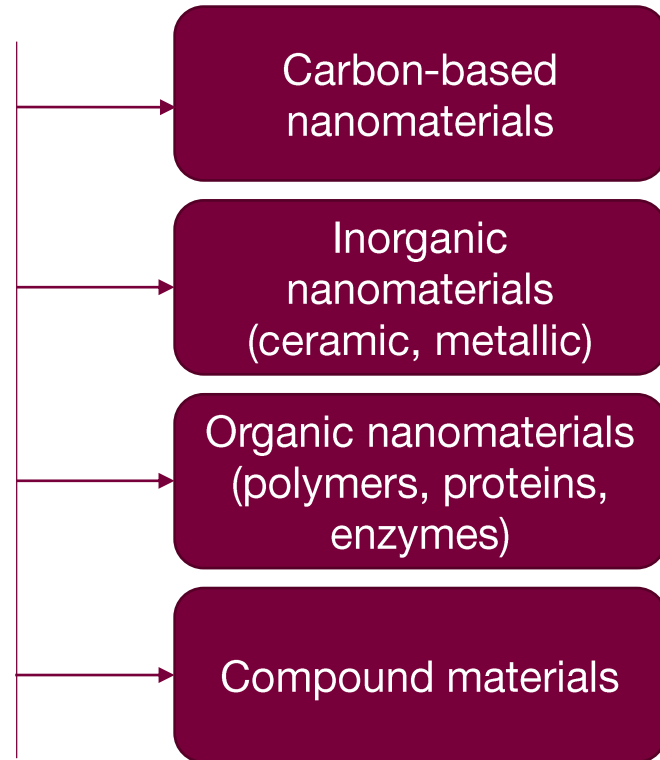 Carbon-based
nanomaterials
Inorganic
nanomaterials
(ceramic, metallic)
Organic nanomaterials
(polymers, proteins,
enzymes)
Compound materials